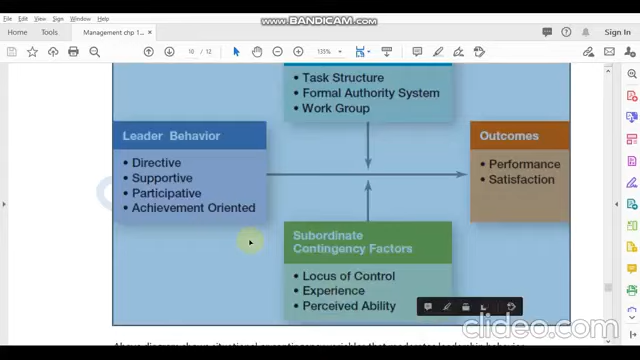 WWW.BANDICAM.COM
File Edit View Sign Window Help
Home Tools Management chp 1...
10 / 12 135%
• Task Structure
• Formal Authority System
• Work Group
Leader Behavior
• Directive
• Supportive
• Participative
• Achievement Oriented
Outcomes
• Performance
• Satisfaction
Subordinate
Contingency Factors
• Locus of Control
• Experience
• Perceived Ability
clideo.com